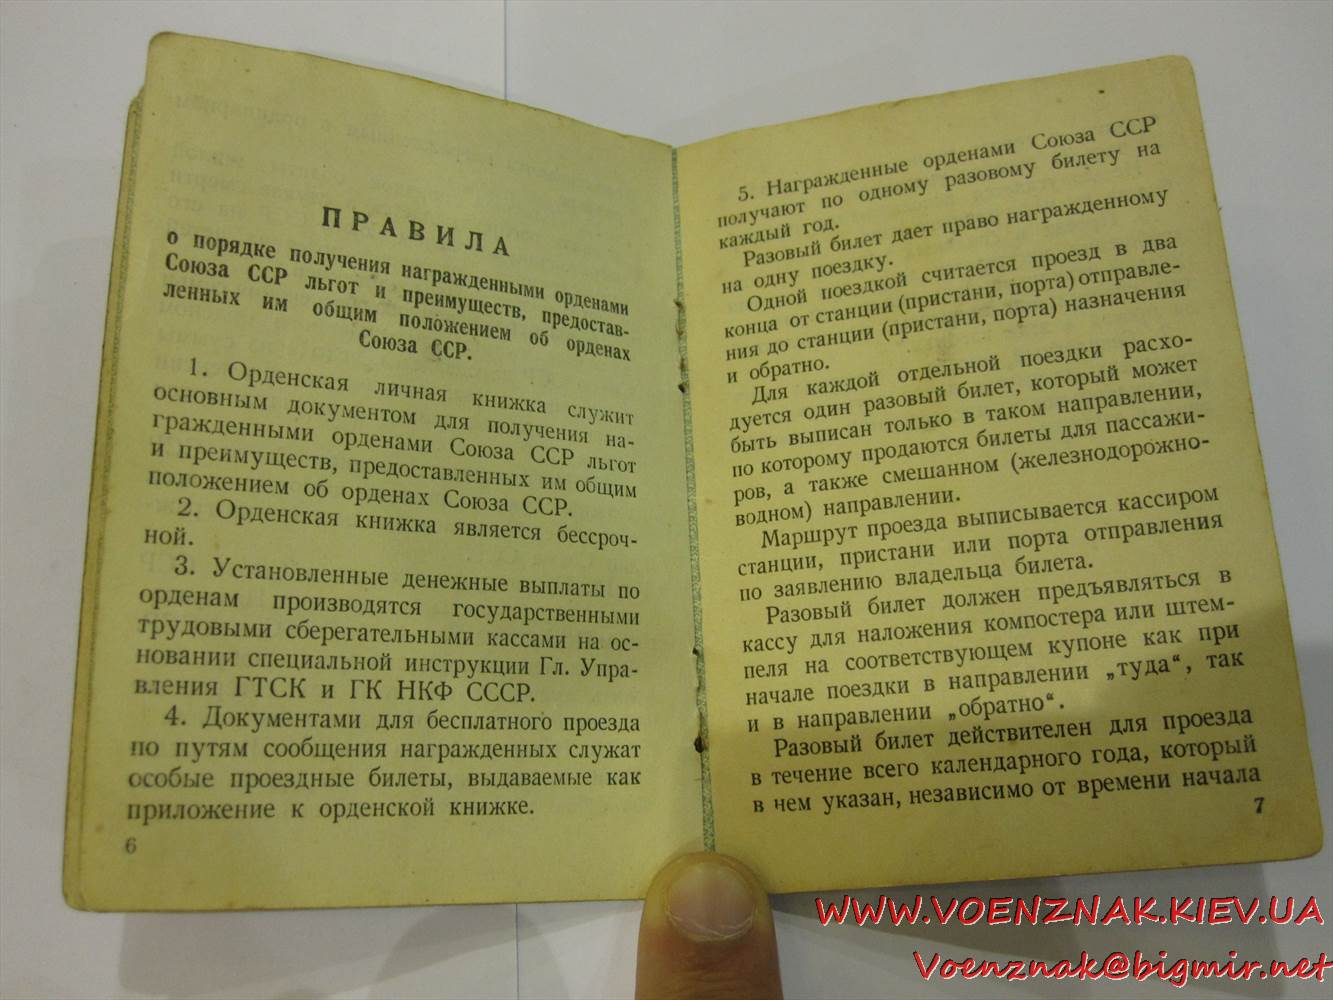 ПРАВИЛА
о порядке получения награжденными орденами
Союза ССР льгот и преимуществ, предостав-
ленных им общим положением об орденах
Союза ССР.
1. Орденская личная книжка служит
основным документом для получения на-
гражденными орденами Союза ССР льгот
и преимуществ, предоставленных им общим
положением об орденах Союза ССР.
2. Орденская книжка является бессроч-
ной.
3. Установленные денежные выплаты по
орденам производятся государственными
трудовыми сберегательными кассами на ос-
новании специальной инструкции Гл. Упра-
вления ГТСК и ГК НКФ СССР.
4. Документами для бесплатного проезда
по путям сообщения награжденных служат
особые проездные билеты, выдаваемые как
приложение к орденской книжке.
6
5. Награжденные орденами Союза ССР
получают по одному разовому билету на
каждый год.
Разовый билет дает право награжденному
на одну поездку.
Одной поездкой считается проезд в два
конца от станции (пристани, порта) отправле-
ния до станции (пристани, порта) назначения
и обратно.
Для каждой отдельной поездки расхо-
дуется один разовый билет, который может
быть выписан только в таком направлении,
по которому продаются билеты для пассажи-
ров, а также смешанном (железнодорожно-
водном) направлении.
Маршрут проезда выписывается кассиром
станции, пристани или порта отправления
по заявлению владельца билета.
Разовый билет должен предъявляться в
кассу для наложения компостера или штем-
пеля на соответствующем купоне как при
начале поездки в направлении „туда“, так
и в направлении „обратно“.
Разовый билет действителен для проезда
в течение всего календарного года, который
в нем указан, независимо от времени начала
7
WWW.VOENZNAK.KIEV.UA
Voenznak@bigmir.net